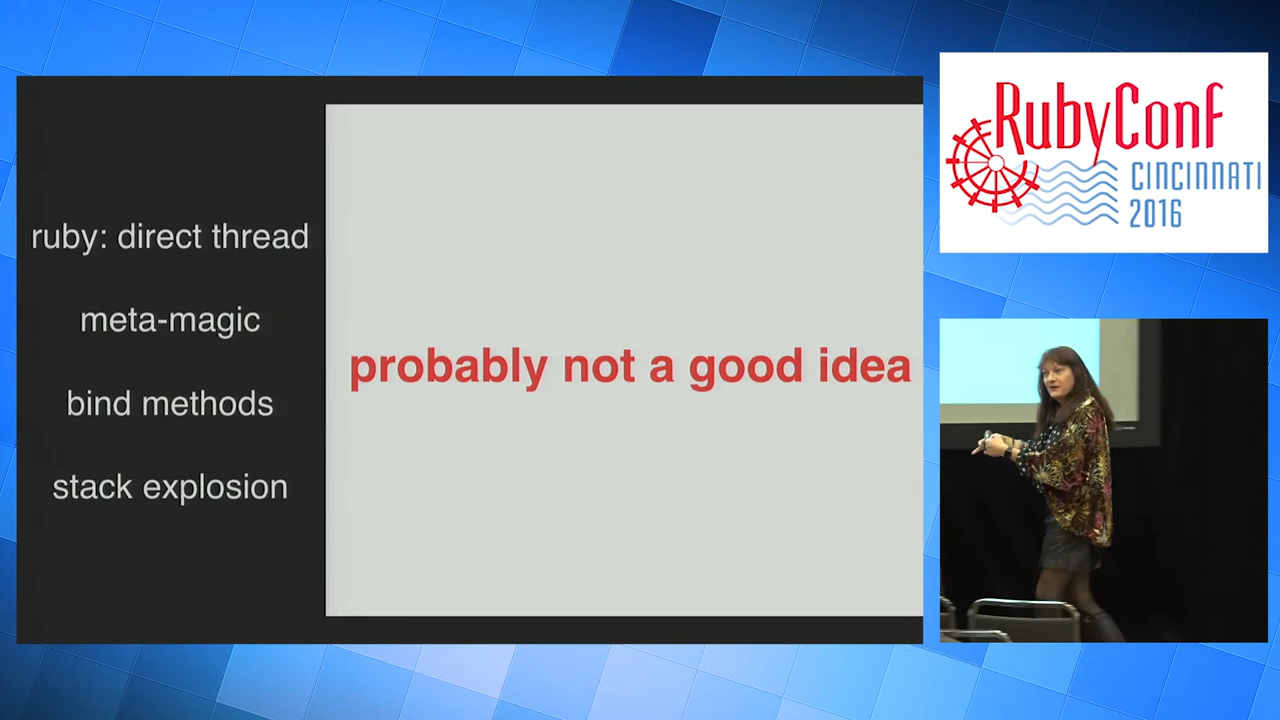 ruby: direct thread
meta-magic
bind methods
stack explosion
probably not a good idea
RubyConf
CINCINNATI
2016